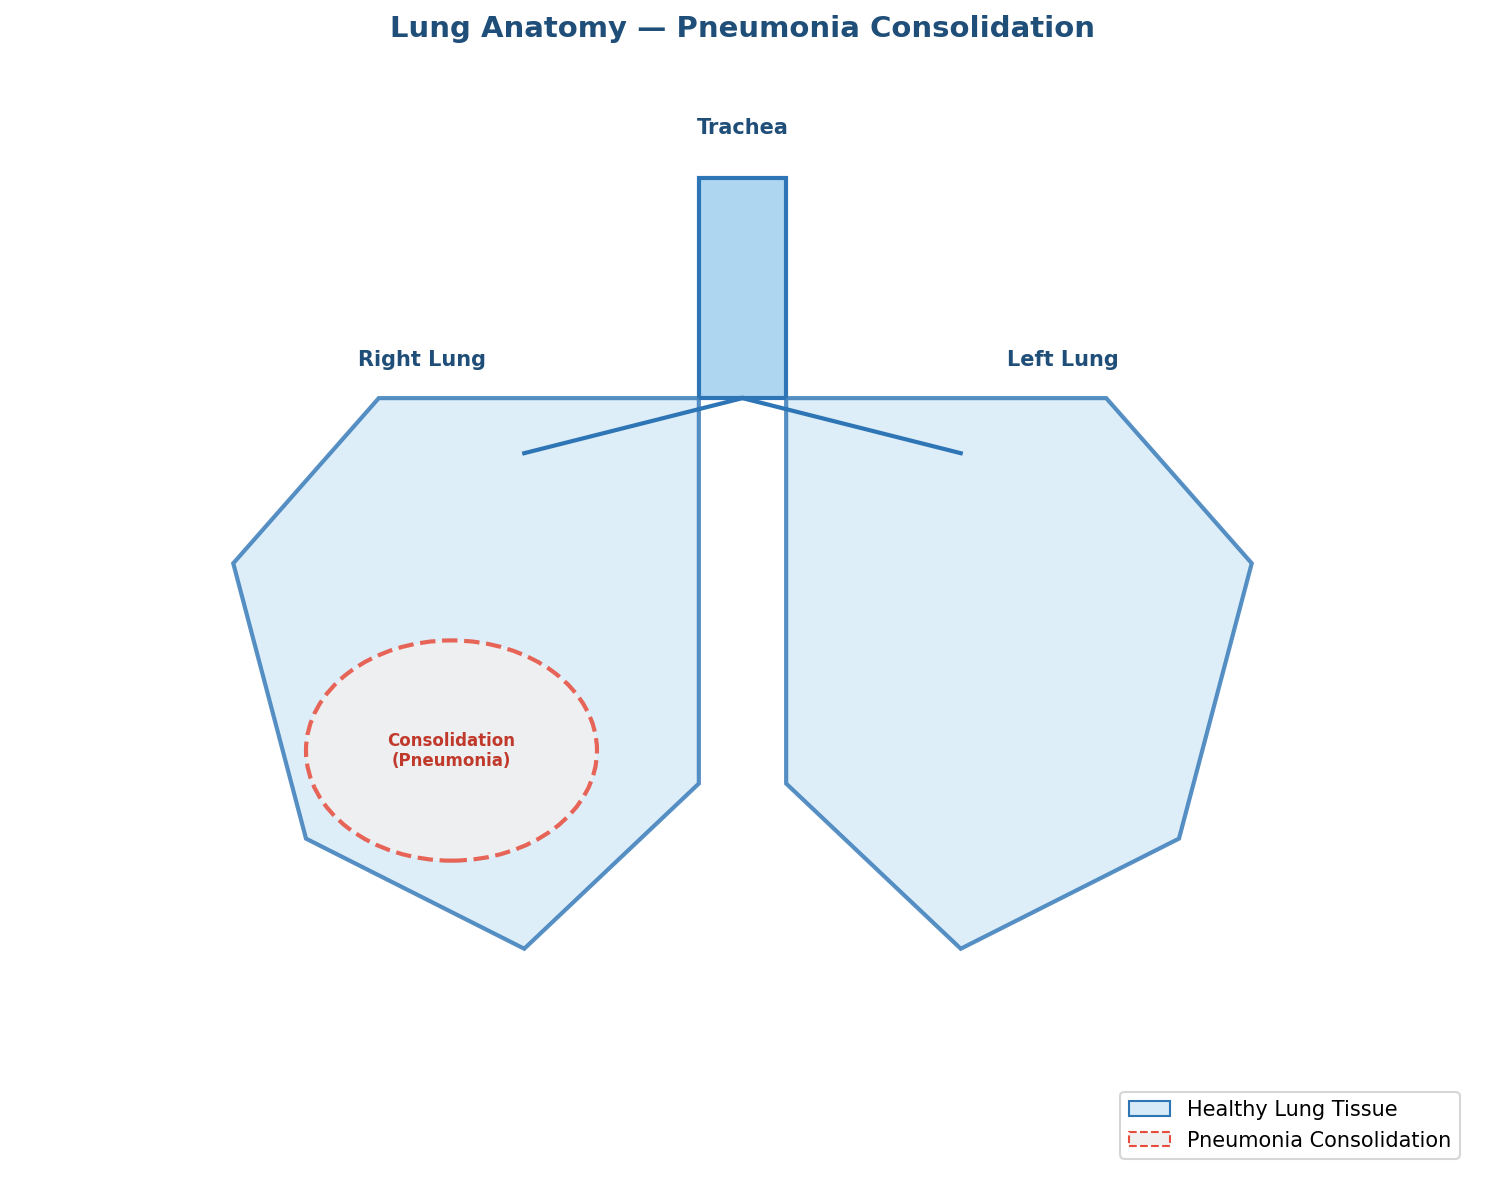 Lung Anatomy — Pneumonia Consolidation
Trachea
Right Lung
Left Lung
Consolidation
(Pneumonia)
Healthy Lung Tissue
Pneumonia Consolidation